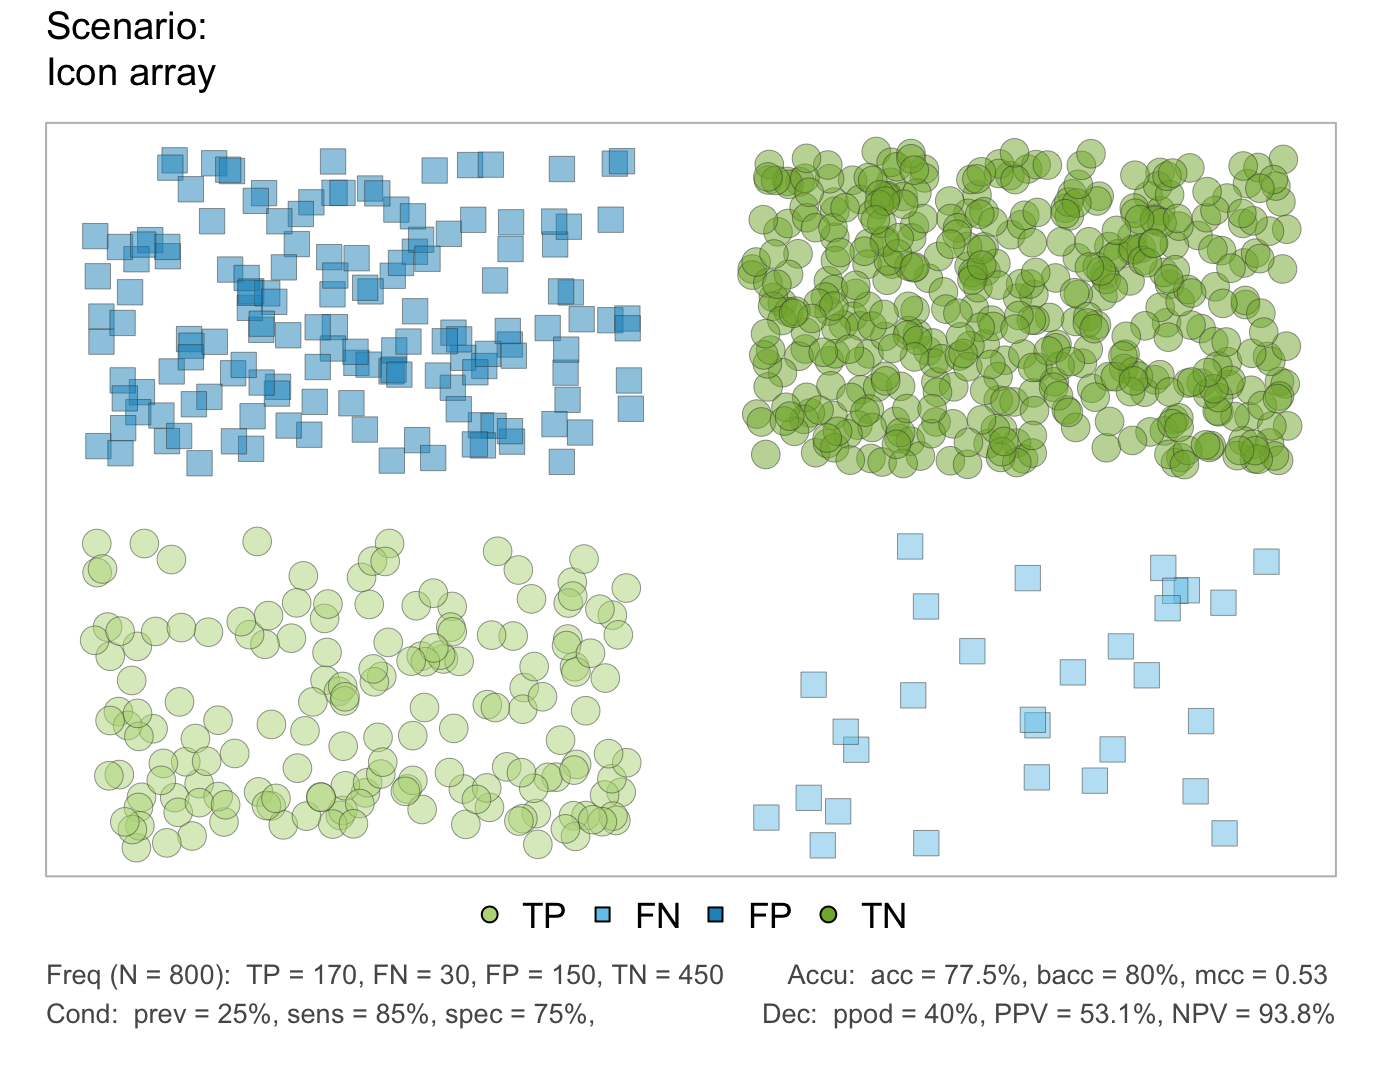 Scenario:
Icon array
TP FN FP TN
Freq (N = 800):  TP = 170, FN = 30, FP = 150, TN = 450
Accu:  acc = 77.5%, bacc = 80%, mcc = 0.53
Cond:  prev = 25%, sens = 85%, spec = 75%,
Dec:  ppod = 40%, PPV = 53.1%, NPV = 93.8%